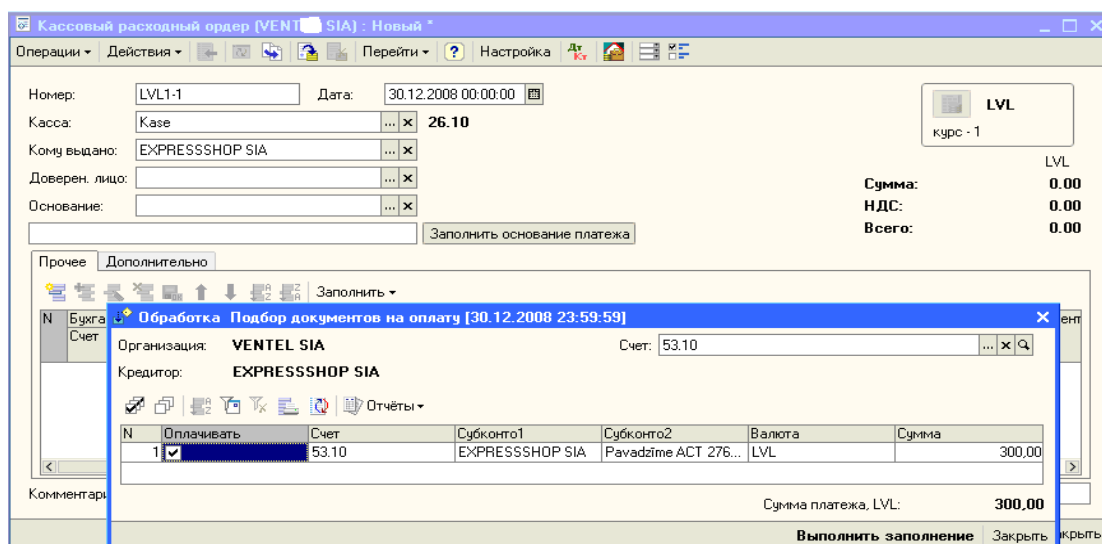 Кассовый расходный ордер (VENT SIA) : Новый *
Операции Действия Перейти ? Настройка Дт Кт
Номер: LVL1-1 Дата: 30.12.2008 00:00:00
LVL
курс - 1
Касса: Kase ... x 26.10
Кому выдано: EXPRESSSHOP SIA ... x
LVL
Доверен. лицо: ... x
Сумма: 0.00
Основание: ... x
НДС: 0.00
Заполнить основание платежа
Всего: 0.00
Прочее Дополнительно
Заполнить
N Бухга
Счет
ент
Обработка Подбор документов на оплату [30.12.2008 23:59:59]
Организация: VENTEL SIA Счет: 53.10 ... x
Кредитор: EXPRESSSHOP SIA
Отчёты
N Оплачивать Счет Субконто1 Субконто2 Валюта Сумма
1 53.10 EXPRESSSHOP SIA Pavadzīme ACT 276... LVL 300,00
Комментари
Сумма платежа, LVL: 300,00
Выполнить заполнение Закрыть крыть